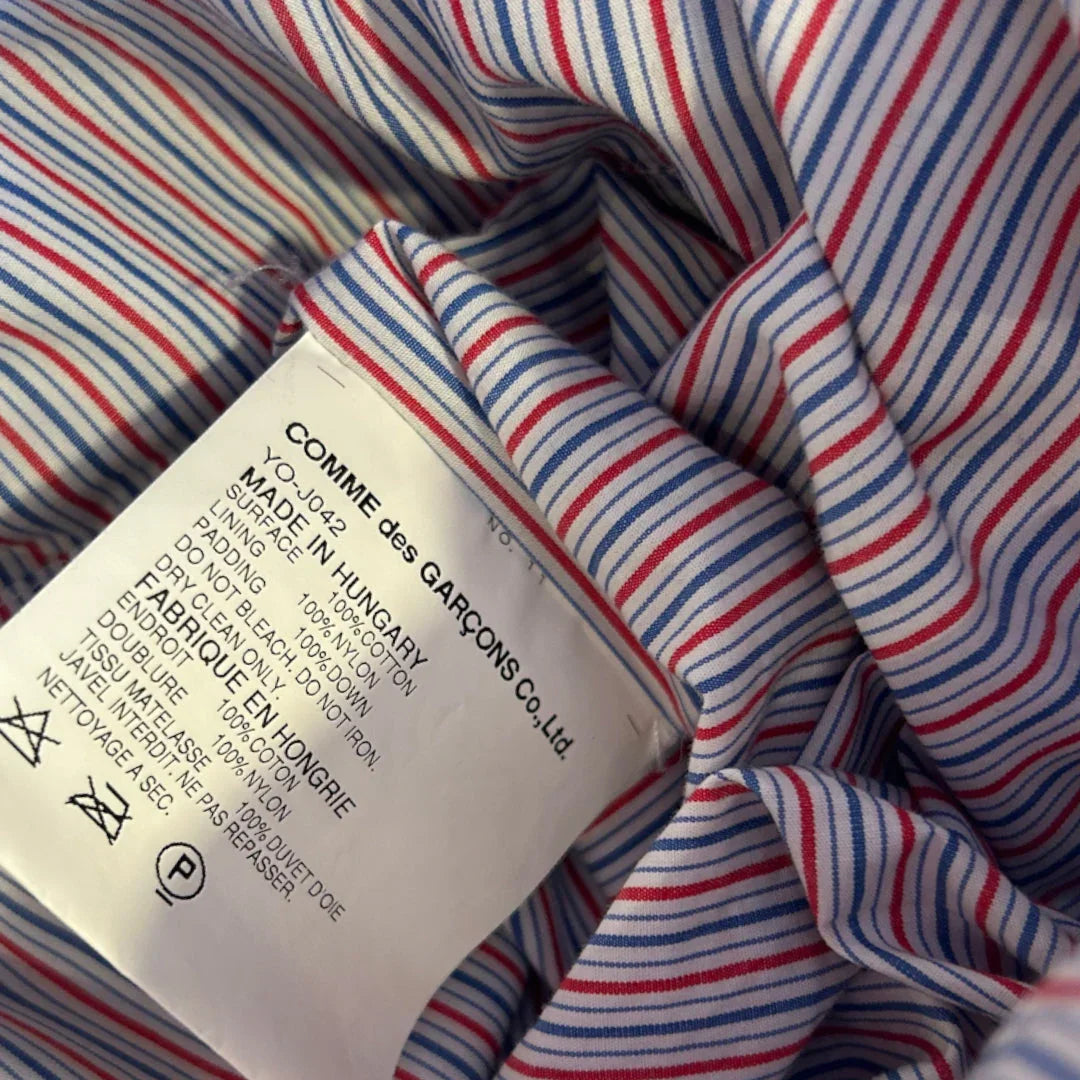 COMME des GARÇONS Co.,Ltd.
YO-J042
MADE IN HUNGARY
SURFACE 100% COTTON
LINING 100% NYLON
PADDING 100% DOWN
DO NOT BLEACH. DO NOT IRON.
DRY CLEAN ONLY.
FABRIQUE EN HONGRIE
ENDROIT 100% COTON
DOUBLURE 100% NYLON
TISSU MATELASSE 100% DUVET D'OIE
JAVEL INTERDIT. NE PAS REPASSER.
NETTOYAGE A SEC.
P
No. 11